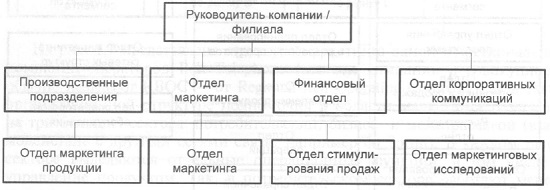 Руководитель компании /
филиала
Производственные
подразделения
Отдел
маркетинга
Финансовый
отдел
Отдел корпоративных
коммуникаций
Отдел маркетинга
продукции
Отдел
маркетинга
Отдел стимули-
рования продаж
Отдел маркетинговых
исследований